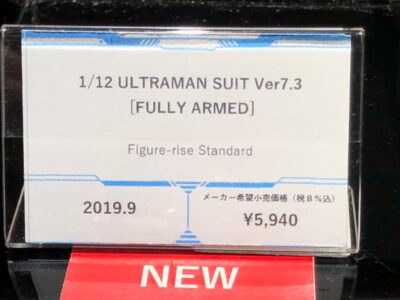 1/12 ULTRAMAN SUIT Ver7.3
[FULLY ARMED]
Figure-rise Standard
2019.9
メーカー希望小売価格（税8％込）
¥5,940
NEW